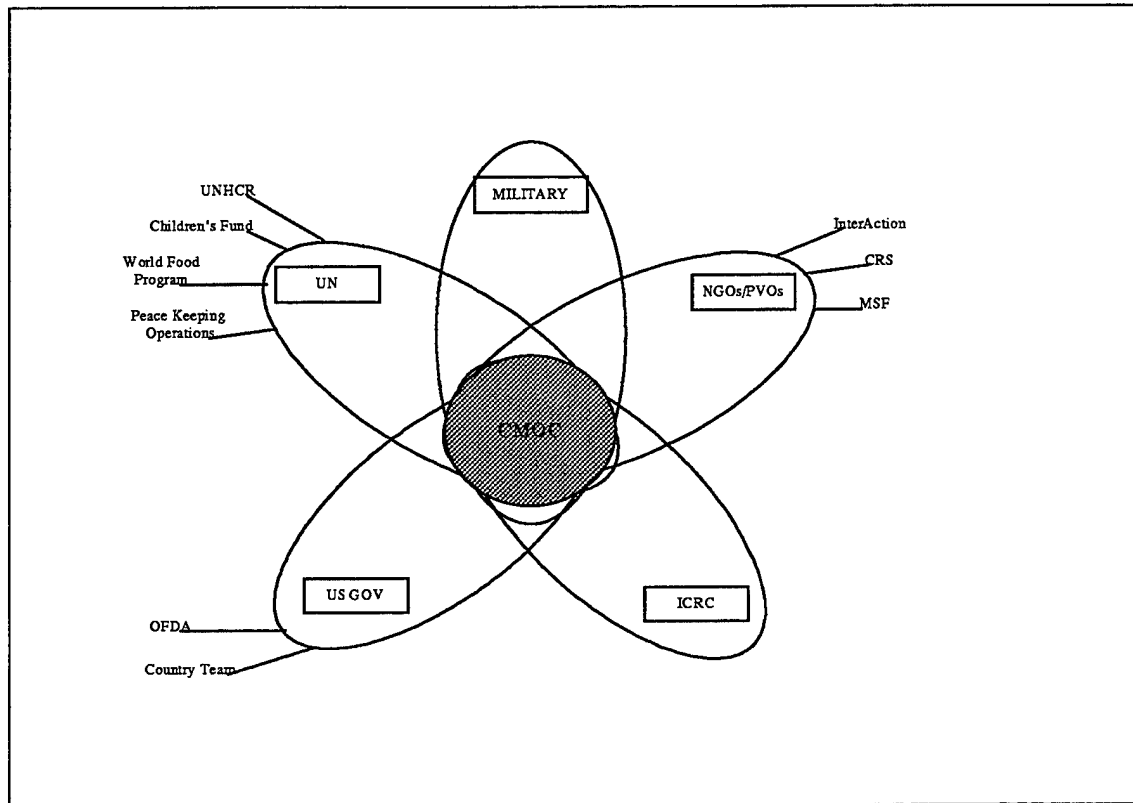 MILITARY
UNHCR
Children's Fund
World Food
Program
Peace Keeping
Operations
UN
InterAction
CRS
MSF
NGOs/PVOs
CMOC
US GOV
OFDA
Country Team
ICRC